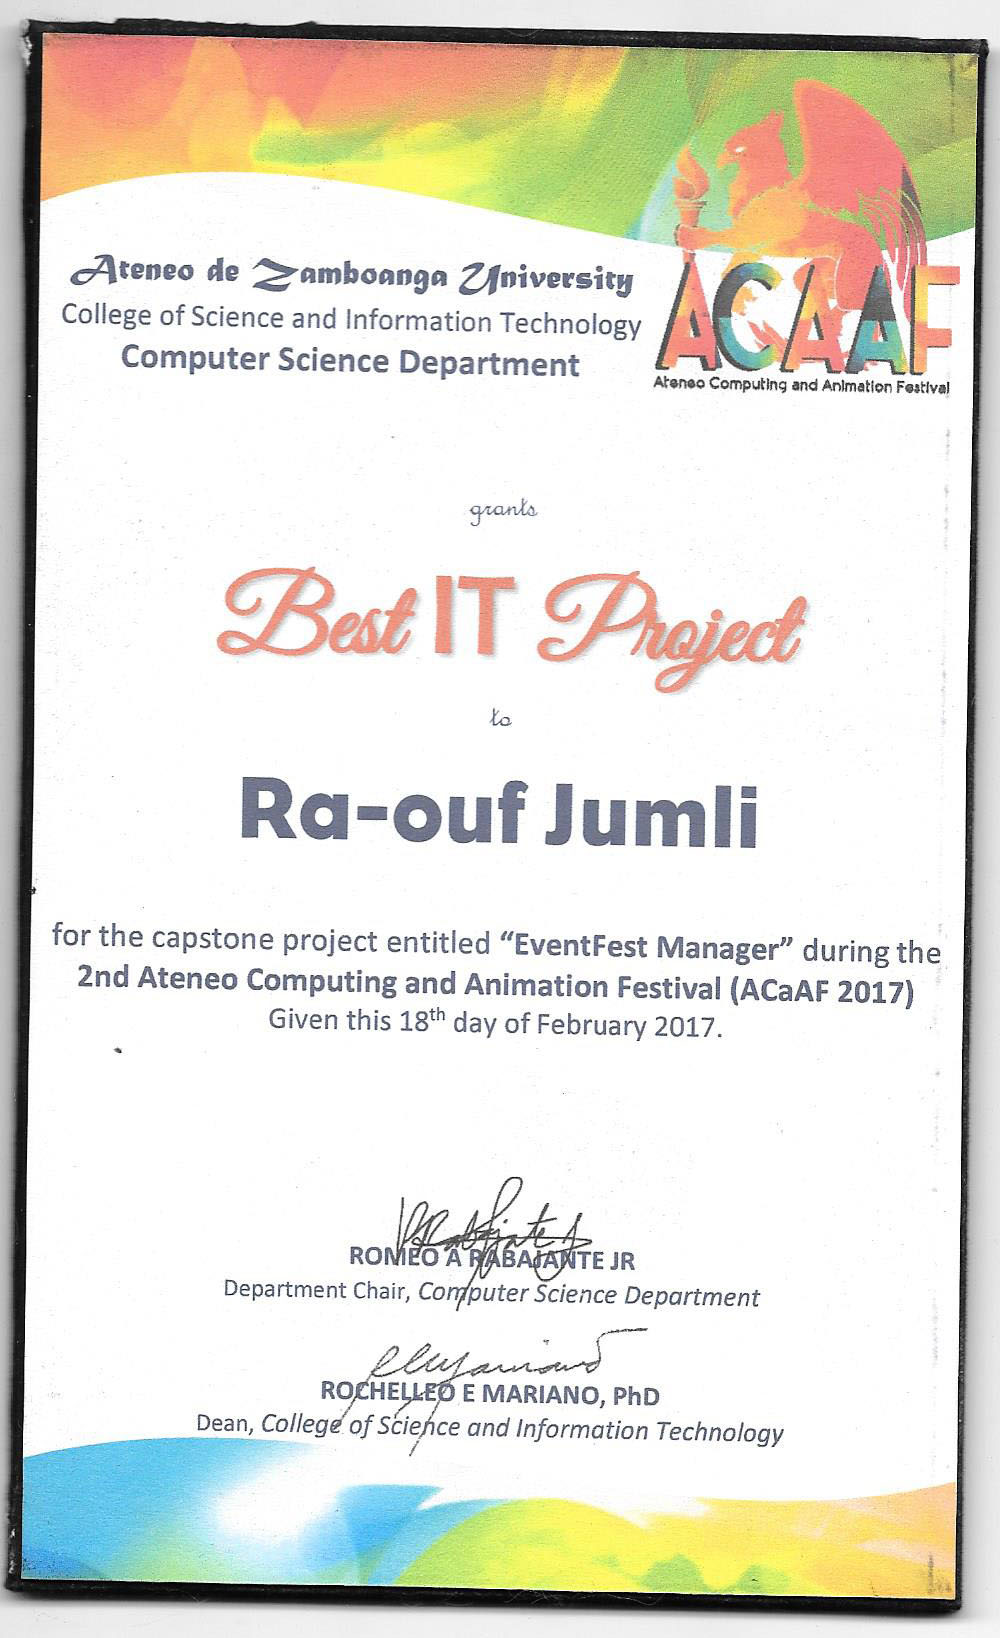 Ateneo de Zamboanga University
College of Science and Information Technology
Computer Science Department
ACAAF
Ateneo Computing and Animation Festival
grants
Best IT Project
to
Ra-ouf Jumli
for the capstone project entitled “EventFest Manager” during the
2nd Ateneo Computing and Animation Festival (ACaAF 2017)
Given this 18th day of February 2017.
ROMEO A RABAJANTE JR
Department Chair, Computer Science Department
ROCHELLEO E MARIANO, PhD
Dean, College of Science and Information Technology